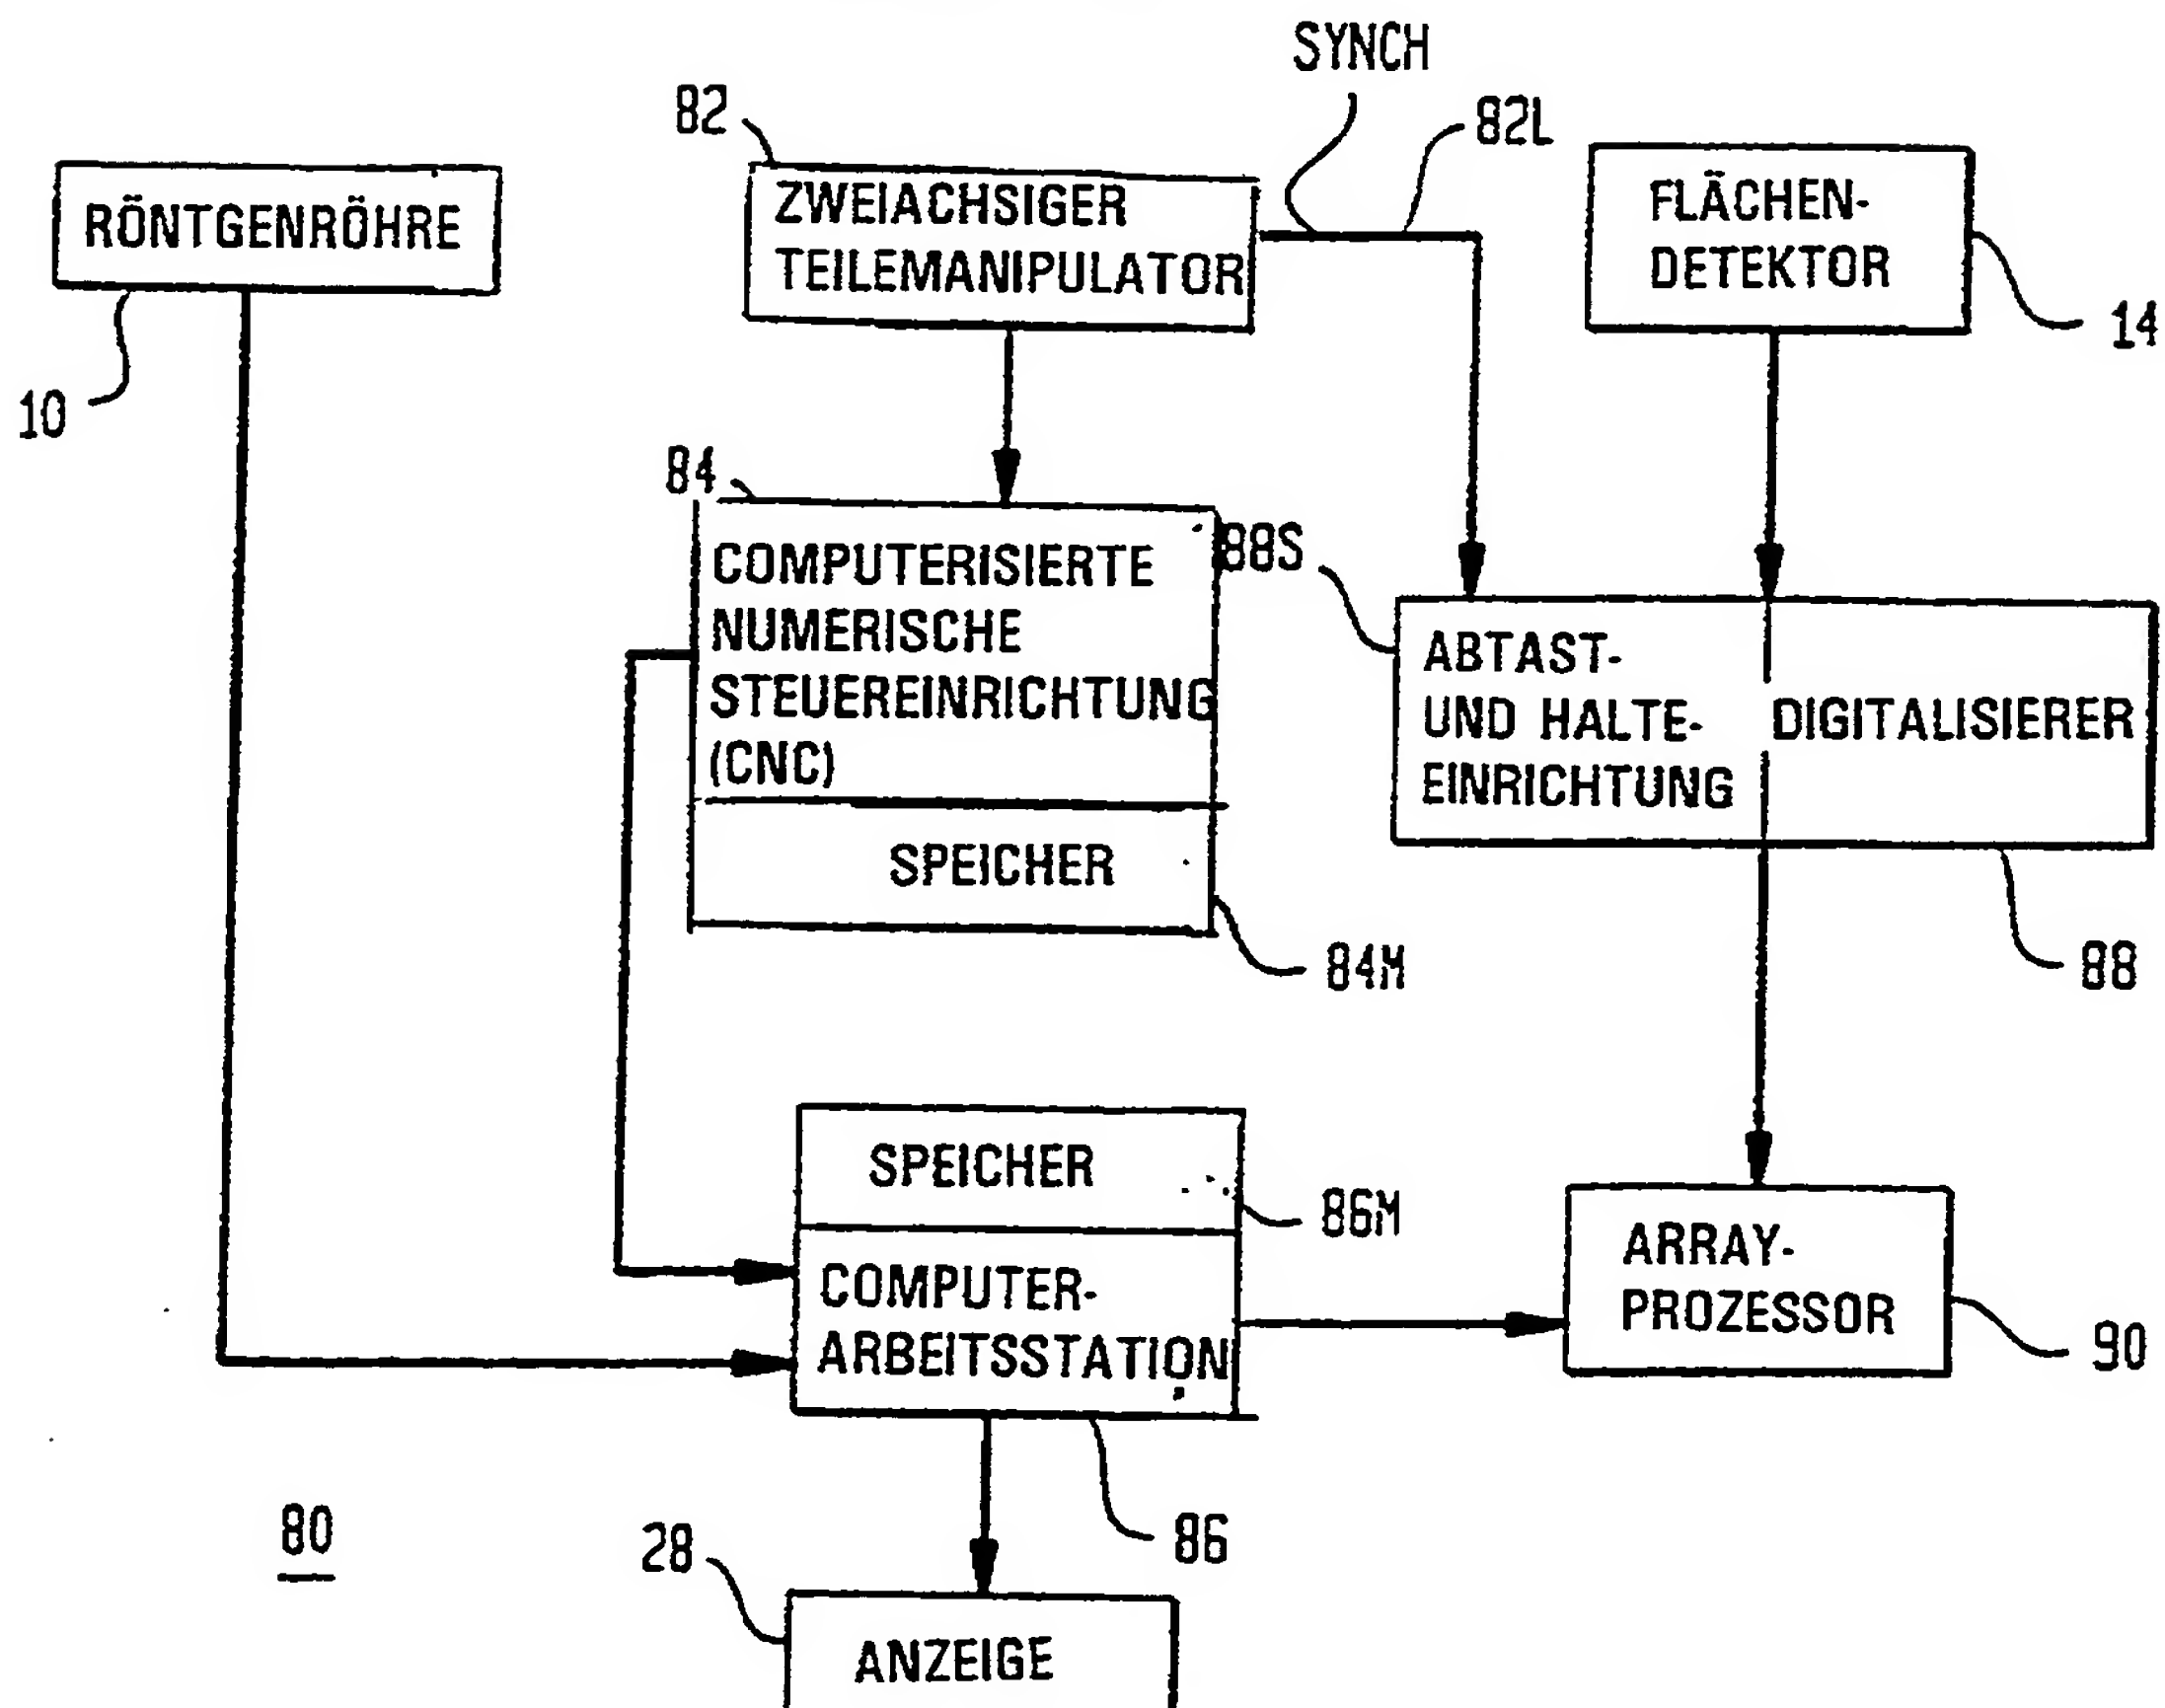 SYNCH
82
82L
RÖNTGENRÖHRE
ZWEIACHSIGER
TEILEMANIPULATOR
FLÄCHEN-
DETEKTOR
10
14
84
COMPUTERISIERTE
NUMERISCHE
STEUEREINRICHTUNG
(CNC)
SPEICHER
84M
88S
ABTAST-
UND HALTE-
EINRICHTUNG
DIGITALISIERER
88
SPEICHER
86M
COMPUTER-
ARBEITSSTATION
ARRAY-
PROZESSOR
90
80
86
28
ANZEIGE